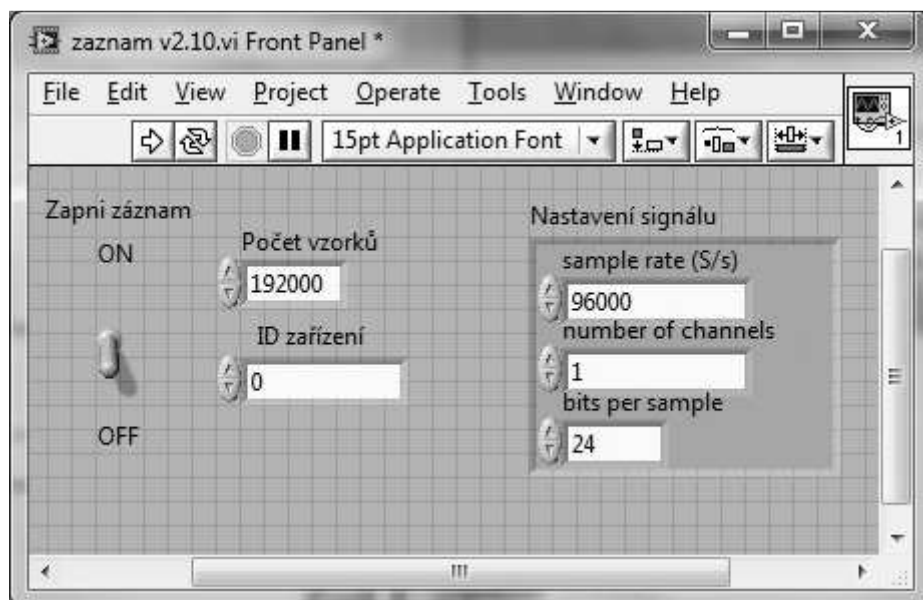 zaznam v2.10.vi Front Panel *
File Edit View Project Operate Tools Window Help
15pt Application Font
1
Zapni záznam
ON
OFF
Počet vzorků
192000
ID zařízení
0
Nastavení signálu
sample rate (S/s)
96000
number of channels
1
bits per sample
24